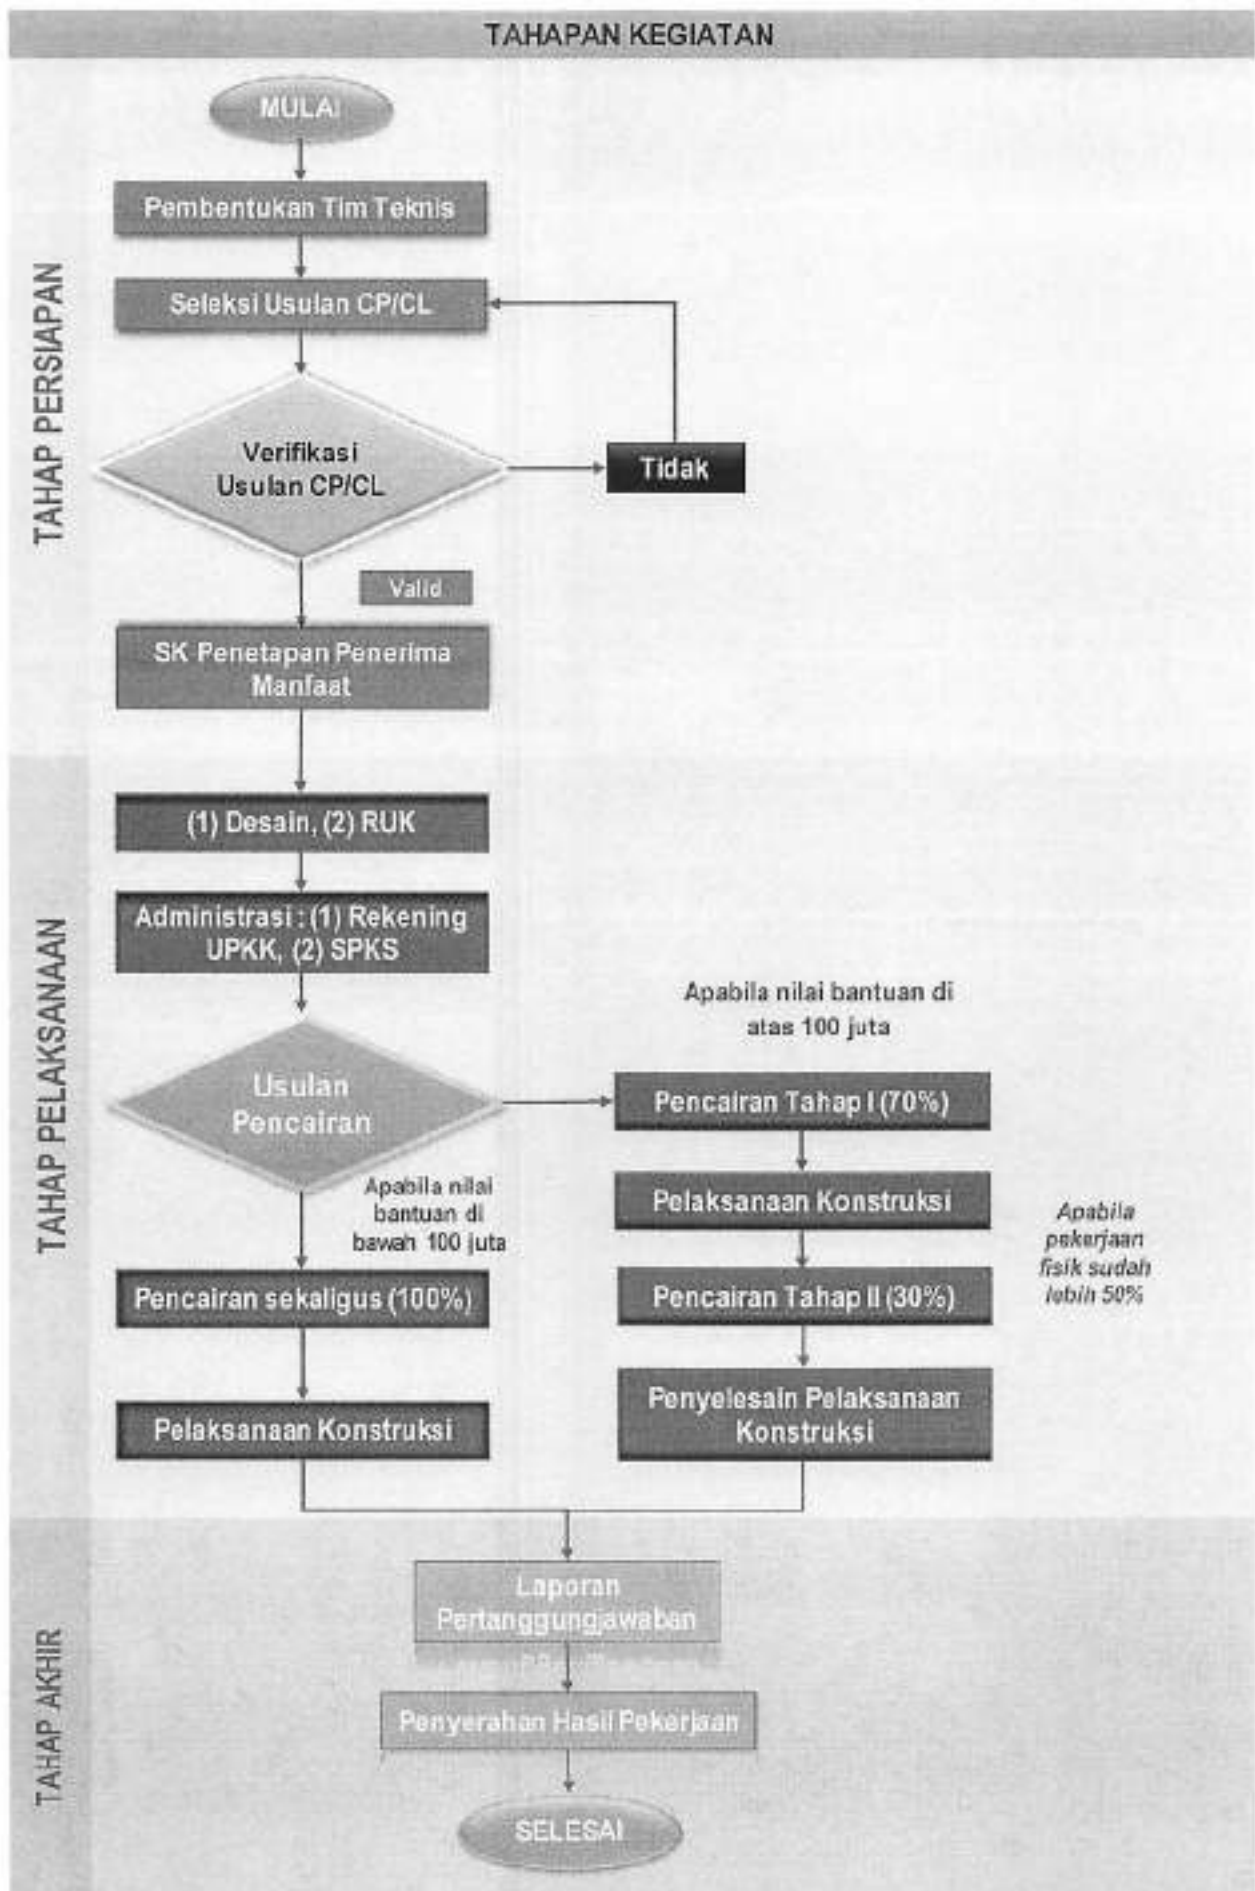 TAHAPAN KEGIATAN
TAHAP PERSIAPAN
MULAI
Pembentukan Tim Teknis
Seleksi Usulan CP/CL
Verifikasi
Usulan CP/CL
Tidak
Valid
SK Penetapan Penerima
Manfaat
TAHAP PELAKSANAAN
(1) Desain, (2) RUK
Administrasi : (1) Rekening
UPKK, (2) SPKS
Usulan
Pencairan
Apabila nilai bantuan di
atas 100 juta
Pencairan Tahap I (70%)
Pelaksanaan Konstruksi
Apabila
pekerjaan
fisik sudah
lebih 50%
Pencairan Tahap II (30%)
Penyelesain Pelaksanaan
Konstruksi
Apabila nilai
bantuan di
bawah 100 juta
Pencairan sekaligus (100%)
Pelaksanaan Konstruksi
TAHAP AKHIR
Laporan
Pertanggungjawaban
Penyerahan Hasil Pekerjaan
SELESAI